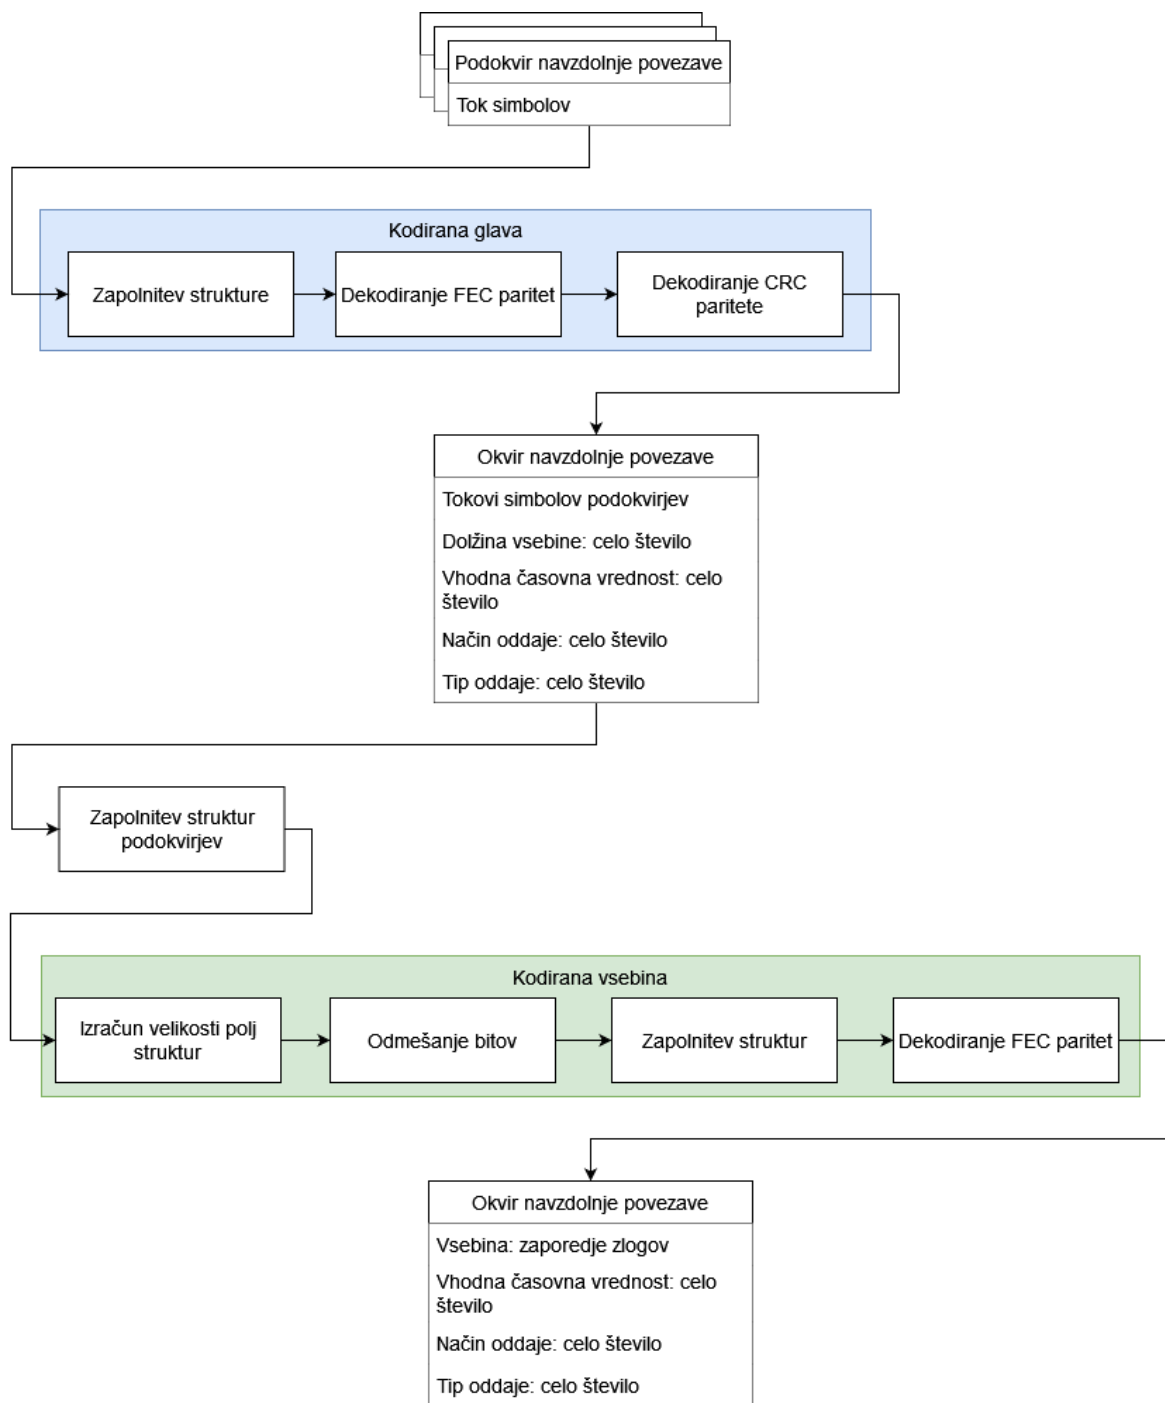 Podokvir navzdolnje povezave
Tok simbolov
Kodirana glava
Zapolnitev strukture
Dekodiranje FEC paritet
Dekodiranje CRC
paritete
Okvir navzdolnje povezave
Tokovi simbolov podokvirjev
Dolžina vsebine: celo število
Vhodna časovna vrednost: celo
število
Način oddaje: celo število
Tip oddaje: celo število
Zapolnitev struktur
podokvirjev
Kodirana vsebina
Izračun velikosti polj
struktur
Odmešanje bitov
Zapolnitev struktur
Dekodiranje FEC paritet
Okvir navzdolnje povezave
Vsebina: zaporedje zlogov
Vhodna časovna vrednost: celo
število
Način oddaje: celo število
Tip oddaje: celo število